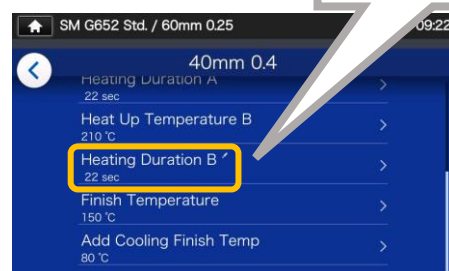 SM G652 Std. / 60mm 0.25
09:22
40mm 0.4
Heating Duration A
22 sec
Heat Up Temperature B
210 ℃
Heating Duration B
22 sec
Finish Temperature
150 ℃
Add Cooling Finish Temp
80 ℃